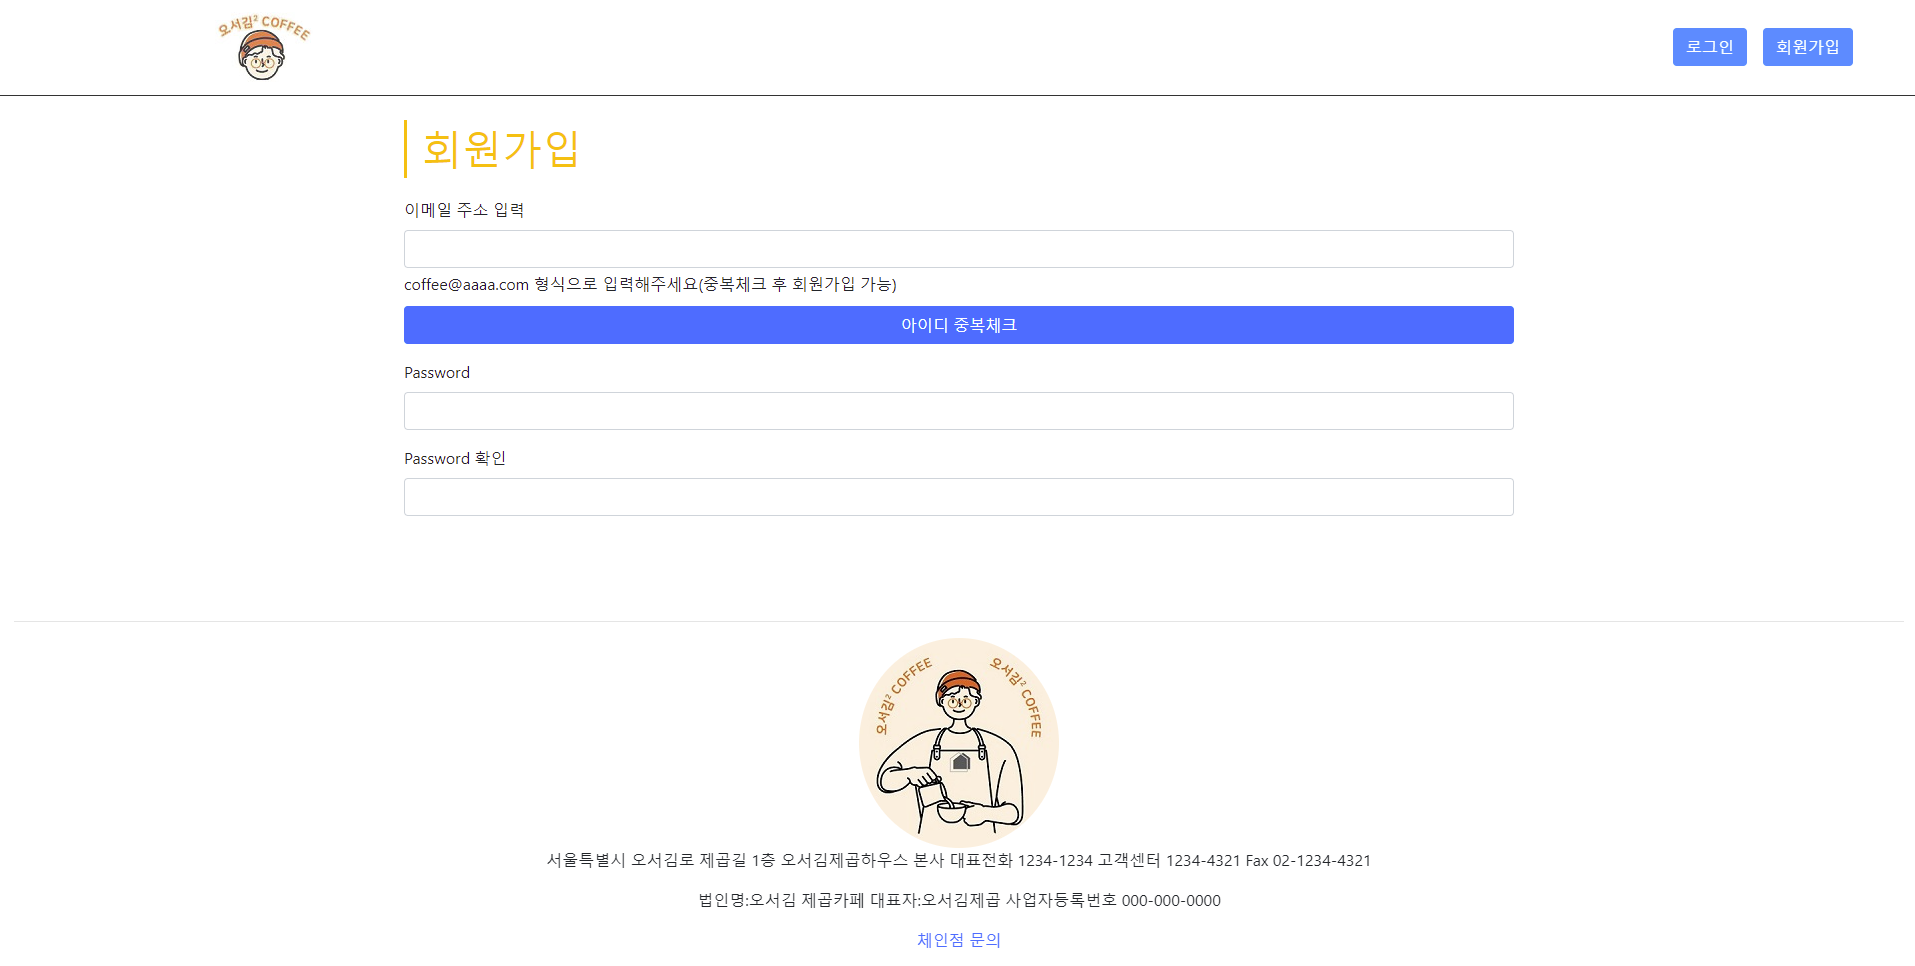 오서김² COFFEE
로그인
회원가입
회원가입
이메일 주소 입력
coffee@aaaa.com 형식으로 입력해주세요(중복체크 후 회원가입 가능)
아이디 중복체크
Password
Password 확인
오서김² COFFEE
오서김² COFFEE
서울특별시 오서김로 제곱길 1층 오서김제곱하우스 본사 대표전화 1234-1234 고객센터 1234-4321 Fax 02-1234-4321
법인명:오서김 제곱카페 대표자:오서김제곱 사업자등록번호 000-000-0000
체인점 문의